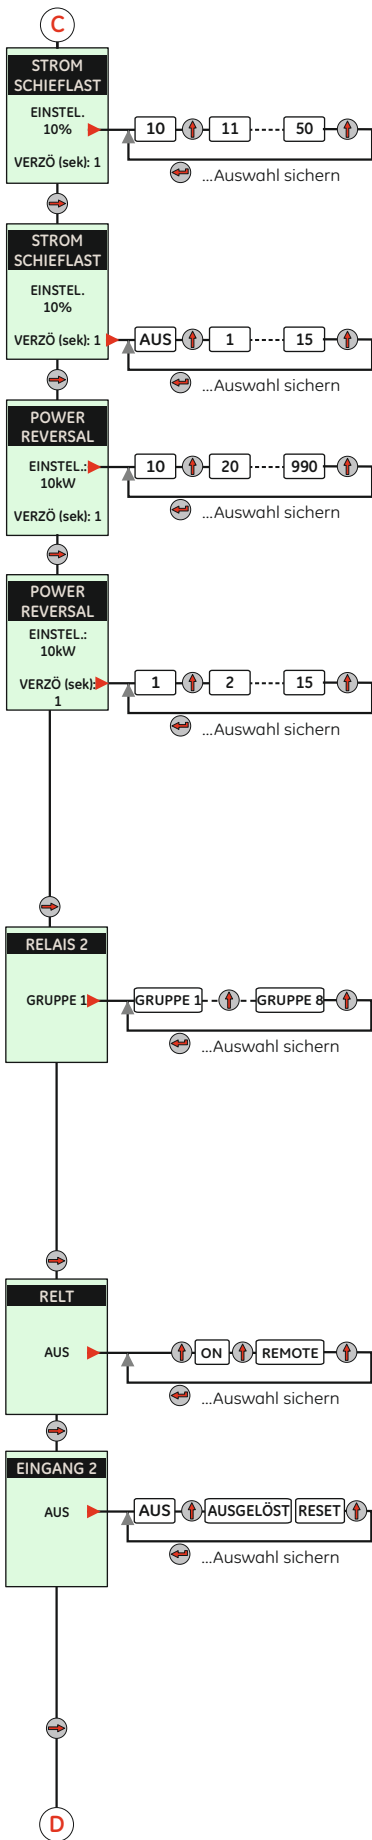 C
STROM
SCHIEFLAST
EINSTEL.
10%
VERZÖ (sek): 1
10 11 50
...Auswahl sichern
STROM
SCHIEFLAST
EINSTEL.
10%
VERZÖ (sek): 1
AUS 1 15
...Auswahl sichern
POWER
REVERSAL
EINSTEL.:
10kW
VERZÖ (sek): 1
10 20 990
...Auswahl sichern
POWER
REVERSAL
EINSTEL.:
10kW
VERZÖ (sek):
1
1 2 15
...Auswahl sichern
RELAIS 2
GRUPPE 1
GRUPPE 1 GRUPPE 8
...Auswahl sichern
RELT
AUS
ON REMOTE
...Auswahl sichern
EINGANG 2
AUS
AUS AUSGELÖST RESET
...Auswahl sichern
D